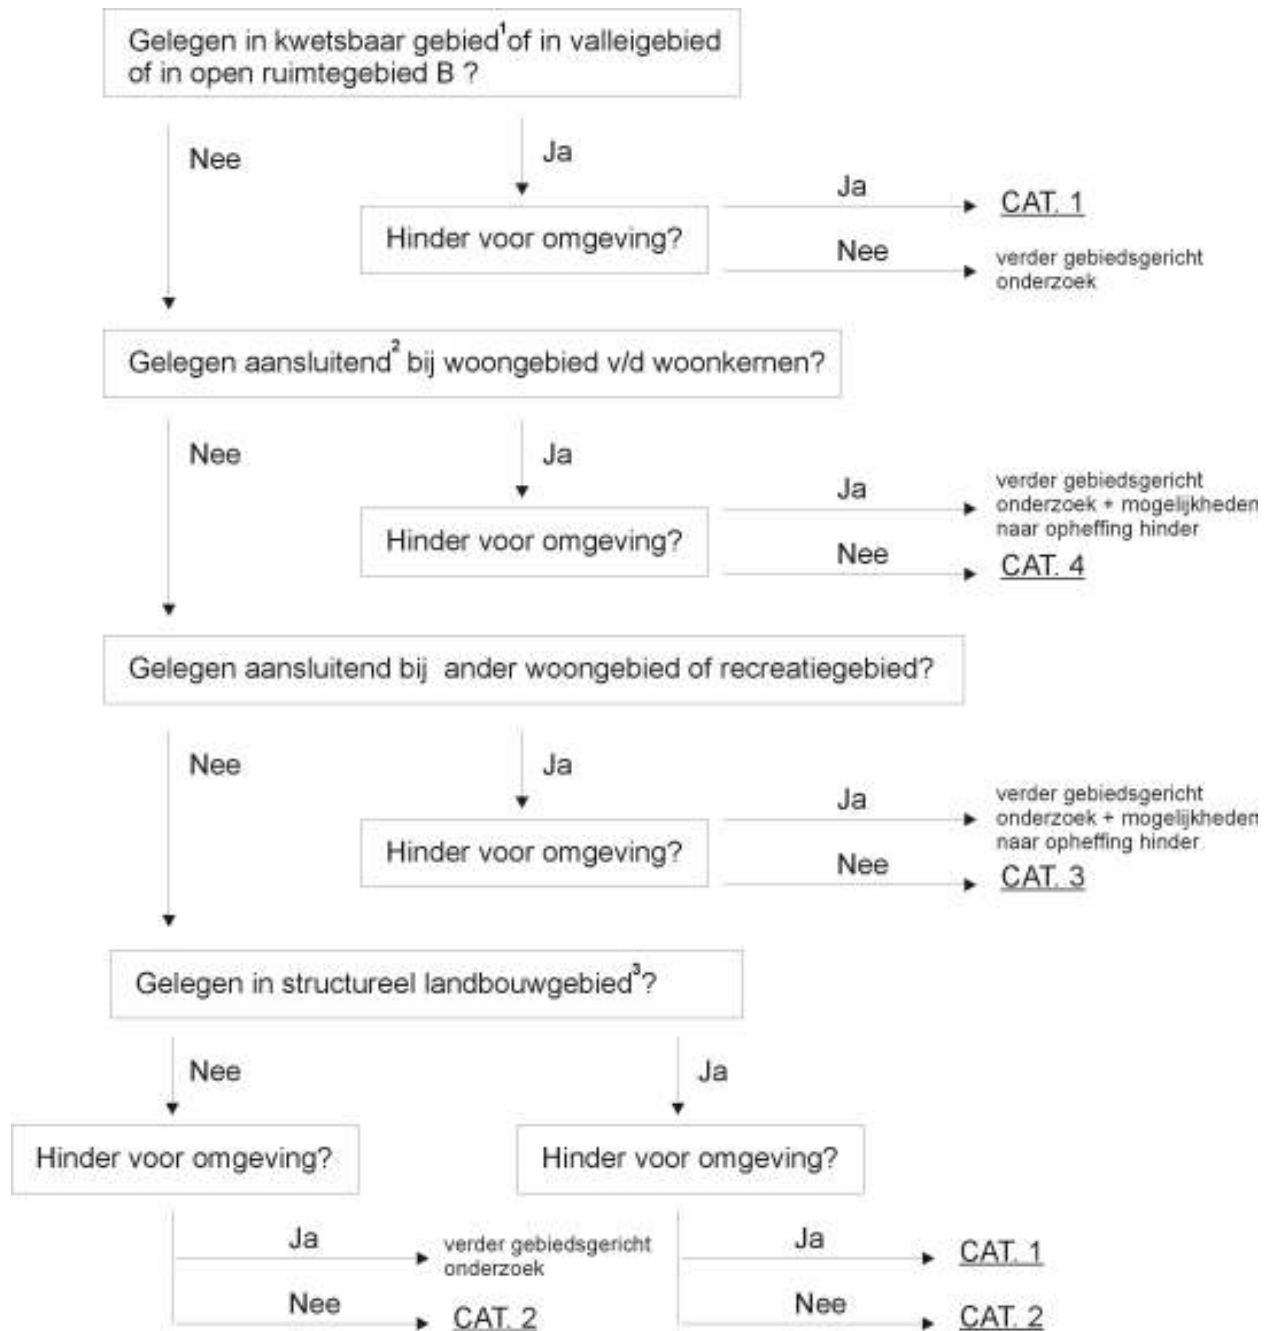 Gelegen in kwetsbaar gebied¹of in valleigebied
of in open ruimtegebied B ?
Nee
Ja
Hinder voor omgeving?
Ja
CAT. 1
Nee
verder gebiedsgericht
onderzoek
Gelegen aansluitend² bij woongebied v/d woonkernen?
Nee
Ja
Hinder voor omgeving?
Ja
verder gebiedsgericht
onderzoek + mogelijkheden
naar opheffing hinder
Nee
CAT. 4
Gelegen aansluitend bij ander woongebied of recreatiegebied?
Nee
Ja
Hinder voor omgeving?
Ja
verder gebiedsgericht
onderzoek + mogelijkheden
naar opheffing hinder
Nee
CAT. 3
Gelegen in structureel landbouwgebied³?
Nee
Ja
Hinder voor omgeving?
Hinder voor omgeving?
Ja
verder gebiedsgericht
onderzoek
Nee
CAT. 2
Ja
CAT. 1
Nee
CAT. 2